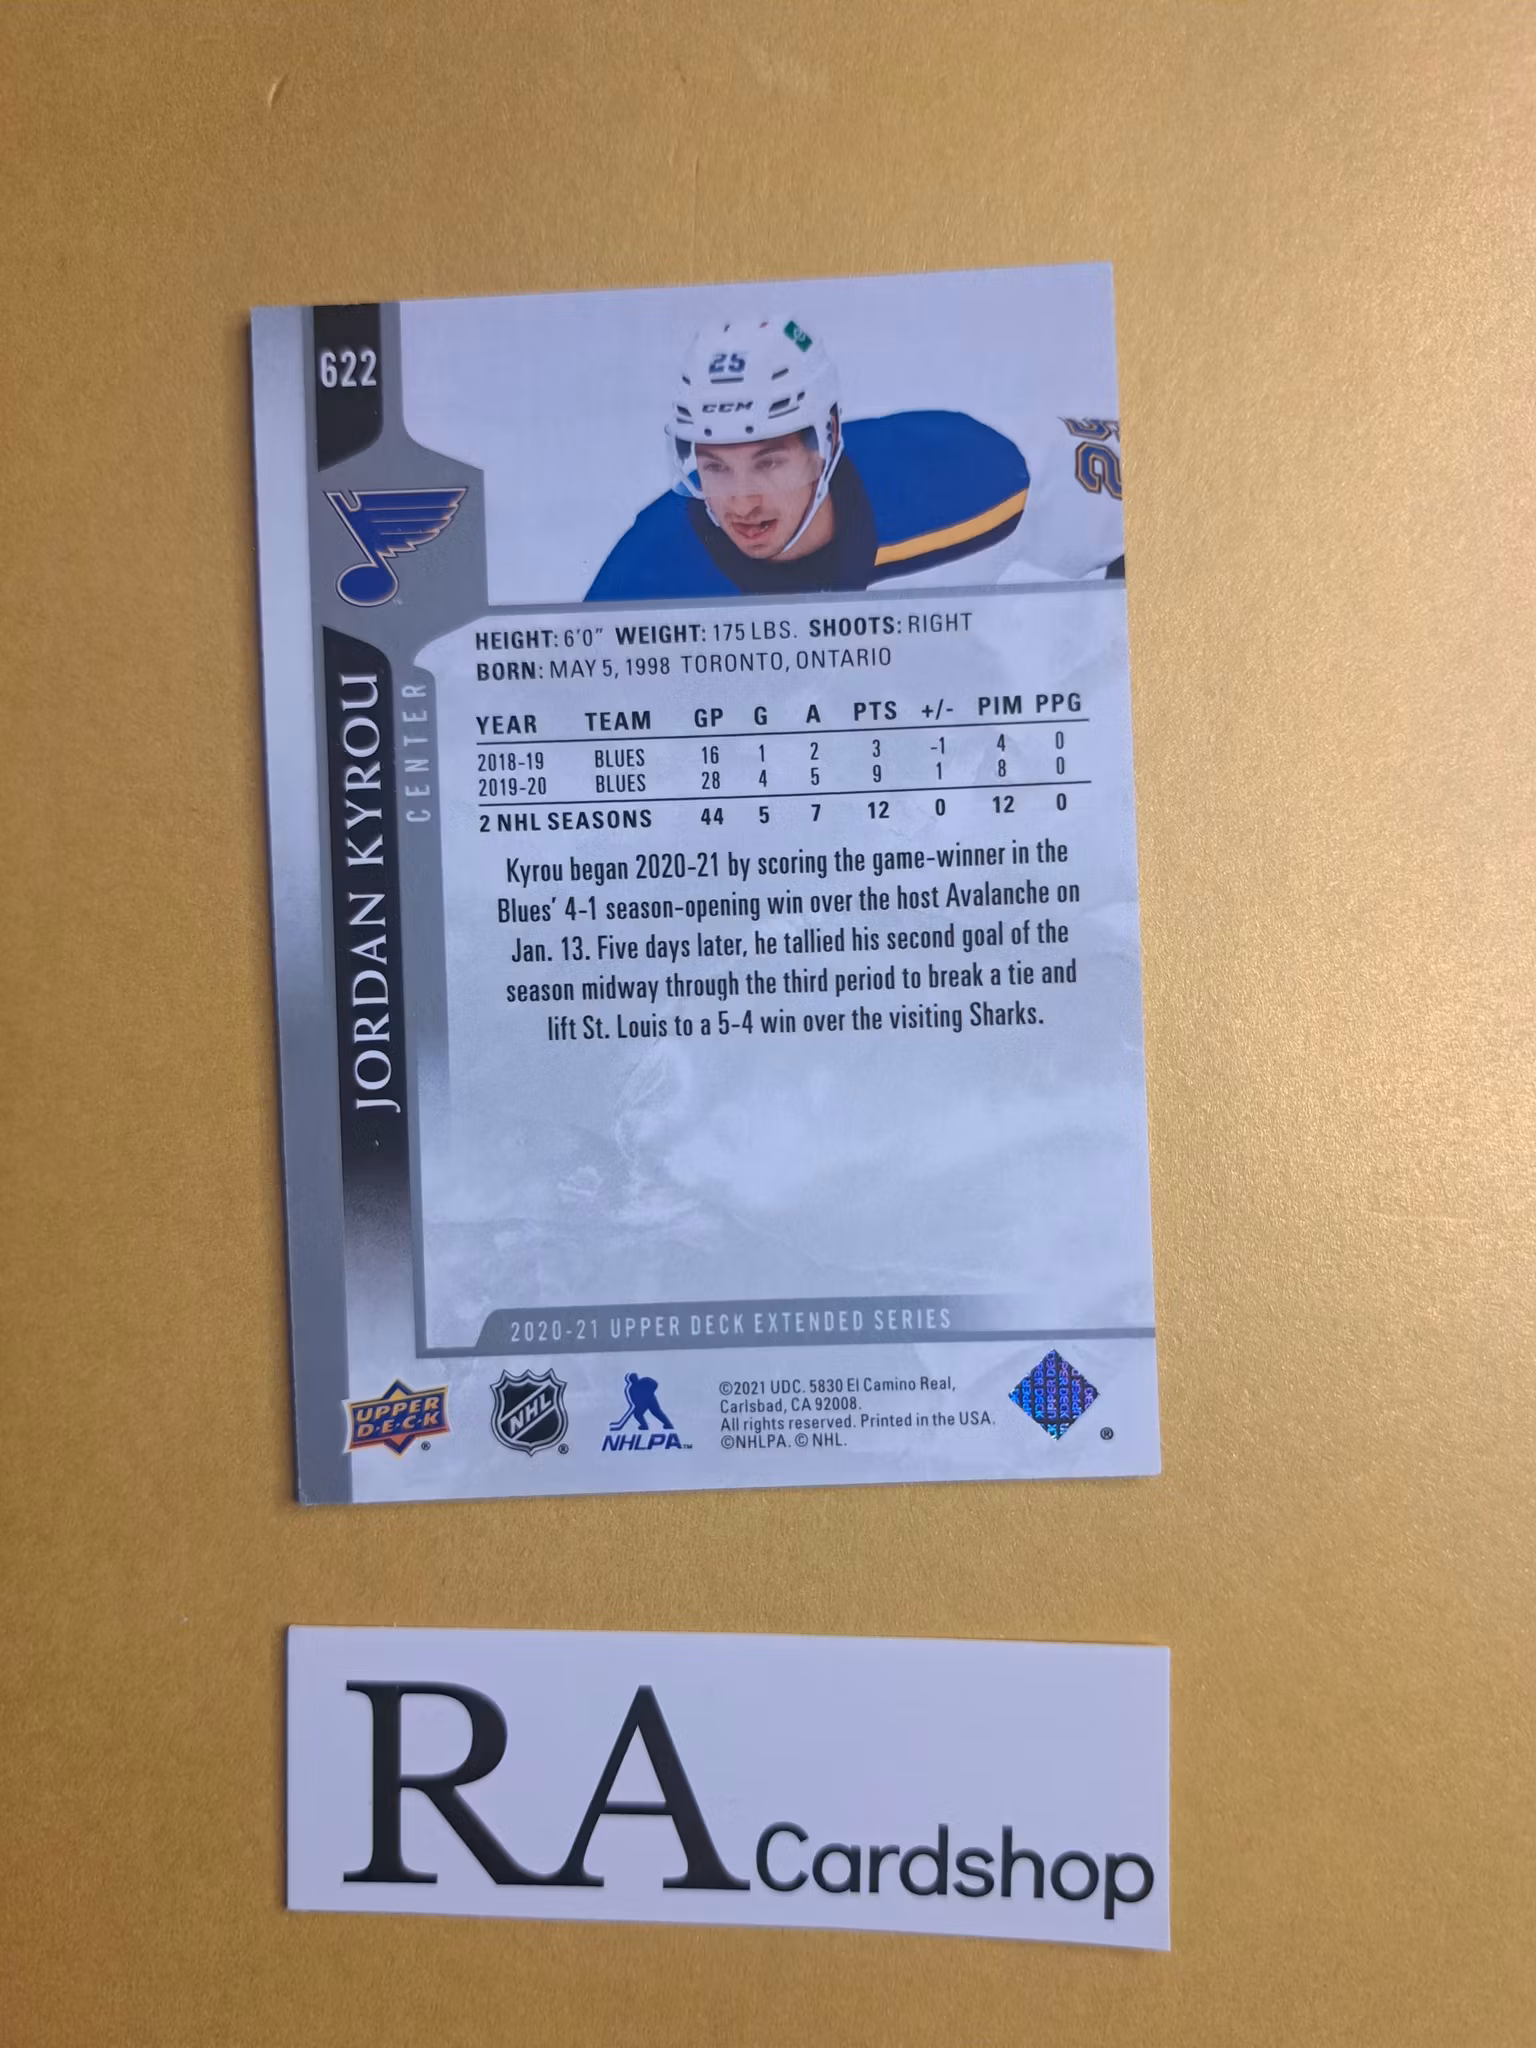 622
25
CCM
25
JORDAN KYROU
CENTER
HEIGHT: 6'0" WEIGHT: 175 LBS. SHOOTS: RIGHT
BORN: MAY 5, 1998 TORONTO, ONTARIO
YEAR TEAM GP G A PTS +/- PIM PPG
2018-19 BLUES 16 1 2 3 -1 4 0
2019-20 BLUES 28 4 5 9 1 8 0
2 NHL SEASONS 44 5 7 12 0 12 0
Kyrou began 2020-21 by scoring the game-winner in the
Blues' 4-1 season-opening win over the host Avalanche on
Jan. 13. Five days later, he tallied his second goal of the
season midway through the third period to break a tie and
lift St. Louis to a 5-4 win over the visiting Sharks.
2020-21 UPPER DECK EXTENDED SERIES
UPPER
D·E·C·K ®
NHL ®
NHLPA™
©2021 UDC. 5830 El Camino Real,
Carlsbad, CA 92008.
All rights reserved. Printed in the USA.
©NHLPA. © NHL.
®
RA Cardshop